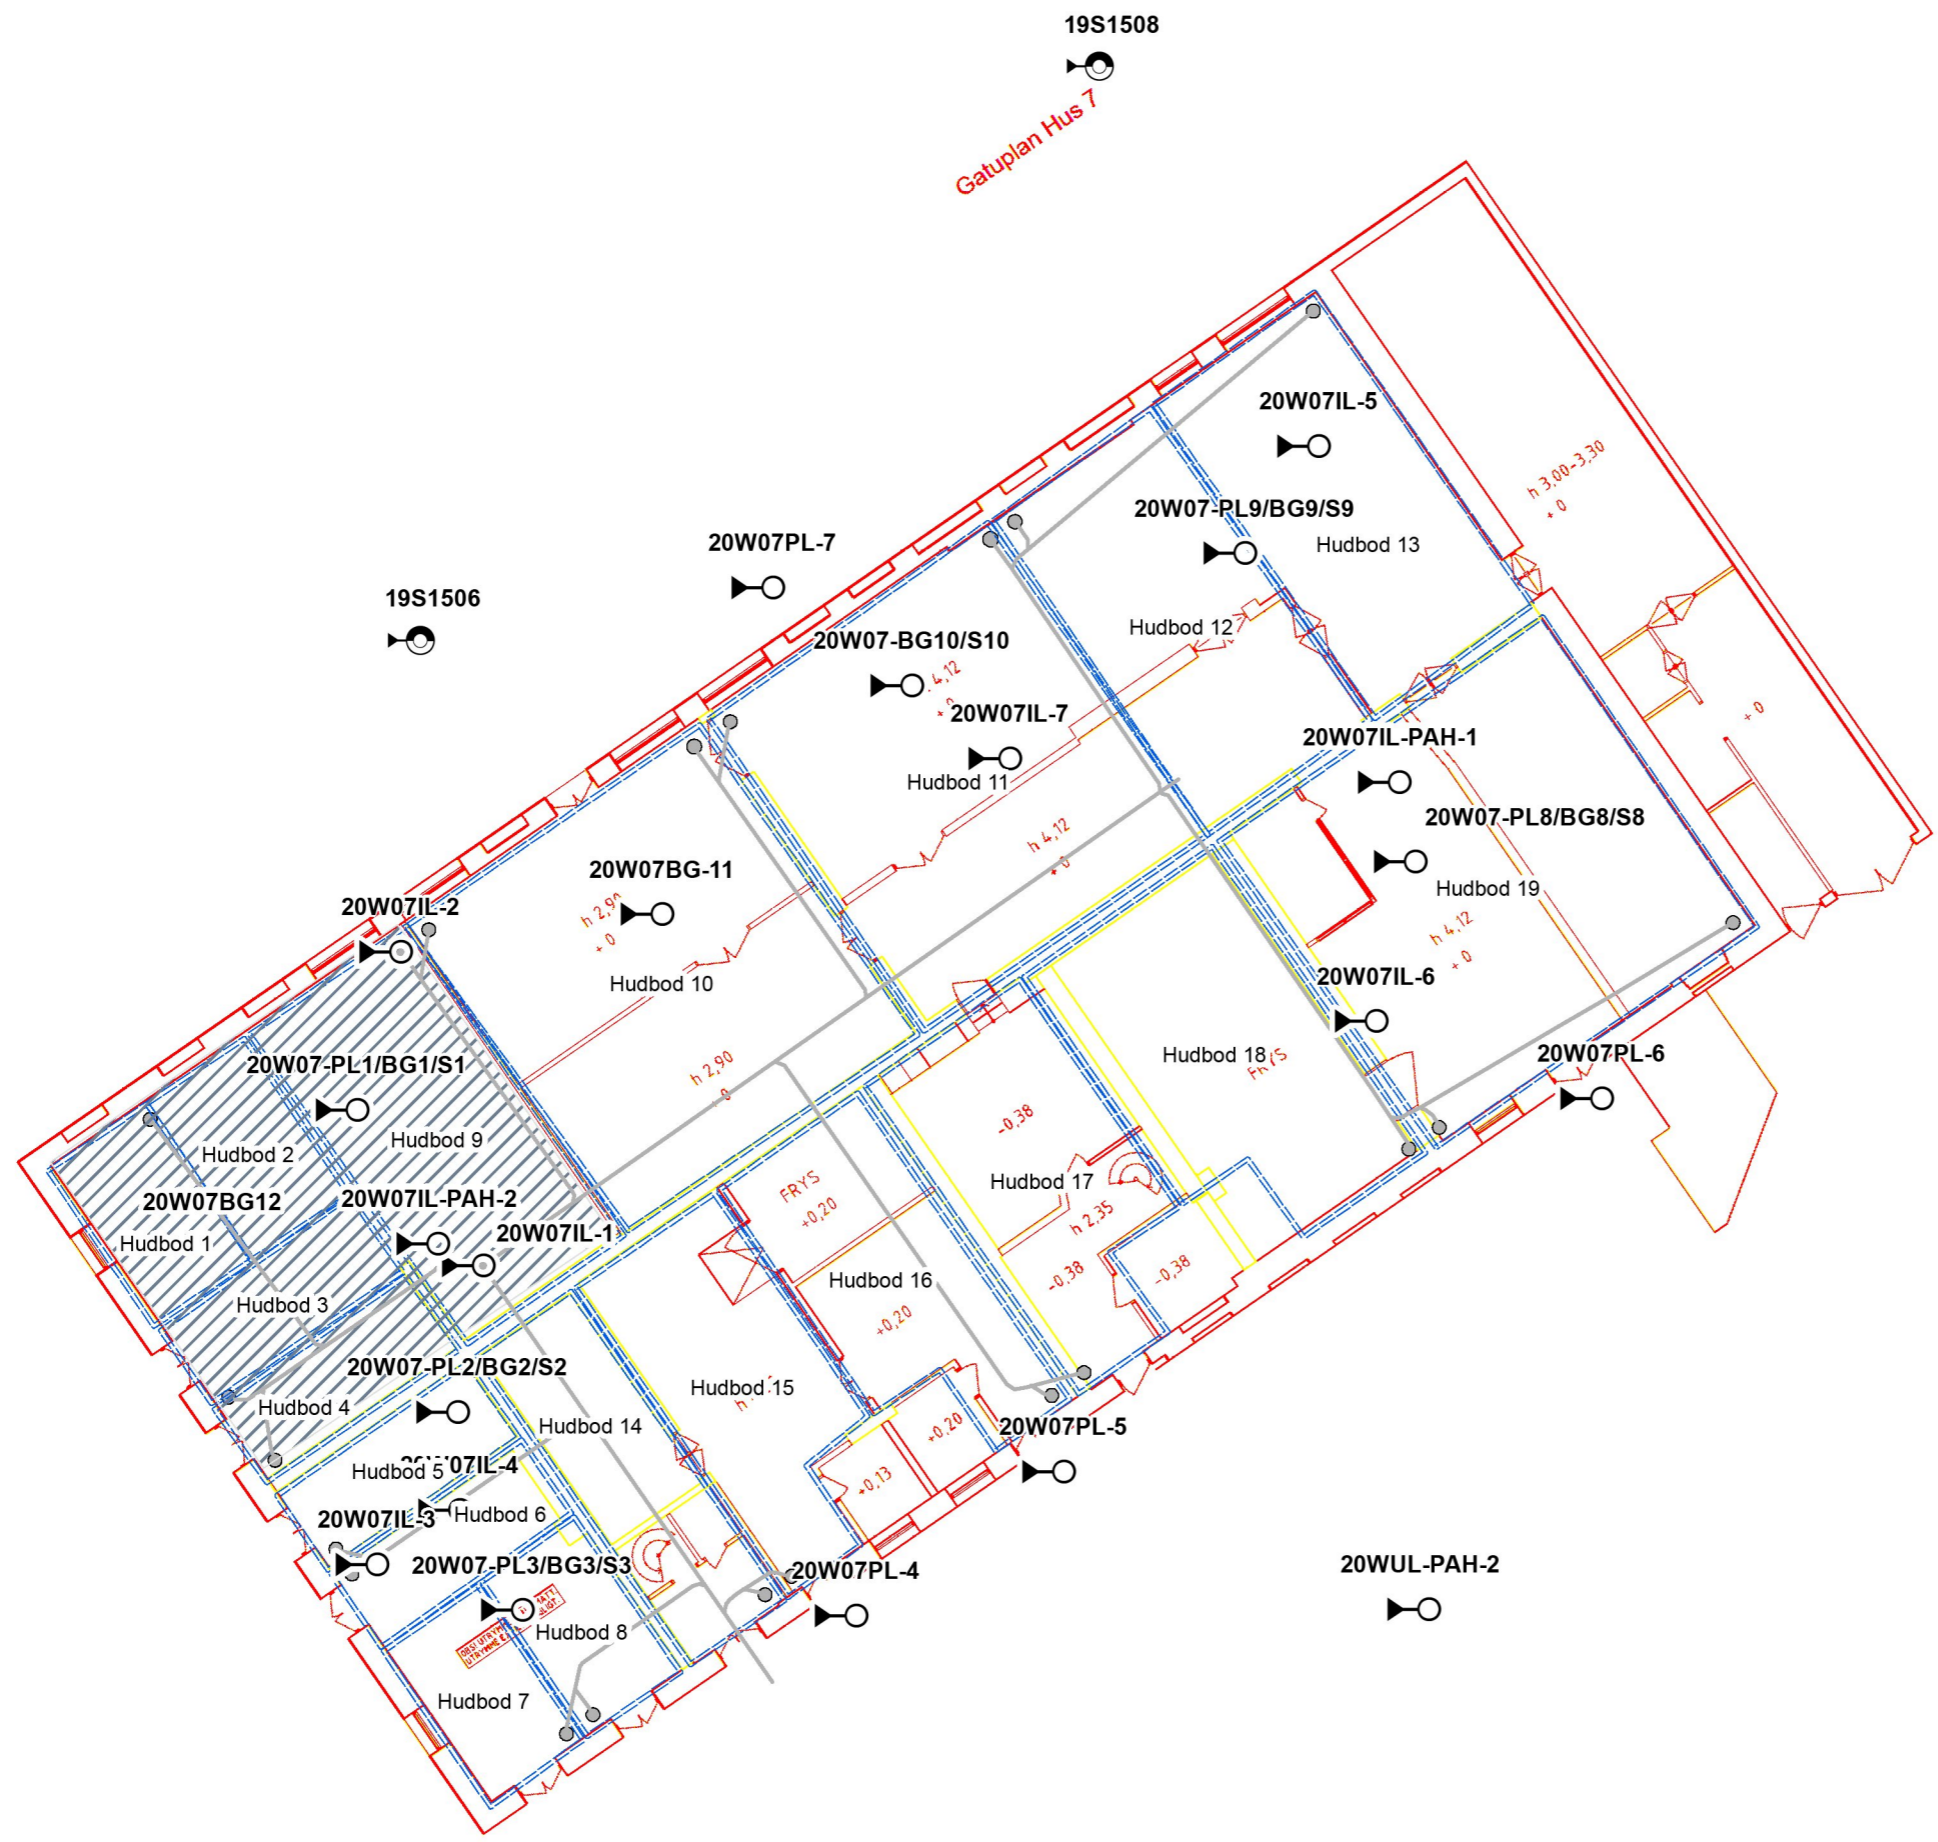 19S1508
Gatuplan Hus 7
20W07IL-5
h 3,00-3,30
+ 0
20W07-PL9/BG9/S9
Hudbod 13
20W07PL-7
19S1506
Hudbod 12
20W07-BG10/S10
4,12
20W07IL-7
+ 0
20W07IL-PAH-1
Hudbod 11
20W07-PL8/BG8/S8
h 4,12
+ 0
20W07BG-11
Hudbod 19
20W07IL-2
h 2,90
+ 0
h 4,12
+ 0
20W07IL-6
Hudbod 10
20W07PL-6
Hudbod 18
FRYS
20W07-PL1/BG1/S1
h 2,90
-0,38
Hudbod 9
Hudbod 2
Hudbod 17
FRYS
+0,20
20W07BG12
20W07IL-PAH-2
20W07IL-1
h 2,35
Hudbod 1
-0,38
-0,38
Hudbod 16
Hudbod 3
+0,20
20W07-PL2/BG2/S2
Hudbod 15
Hudbod 4
Hudbod 14
+0,20
20W07PL-5
Hudbod 5
07IL-4
+0,13
Hudbod 6
20W07IL-3
20W07-PL3/BG3/S3
20W07PL-4
20WUL-PAH-2
Hudbod 8
Hudbod 7